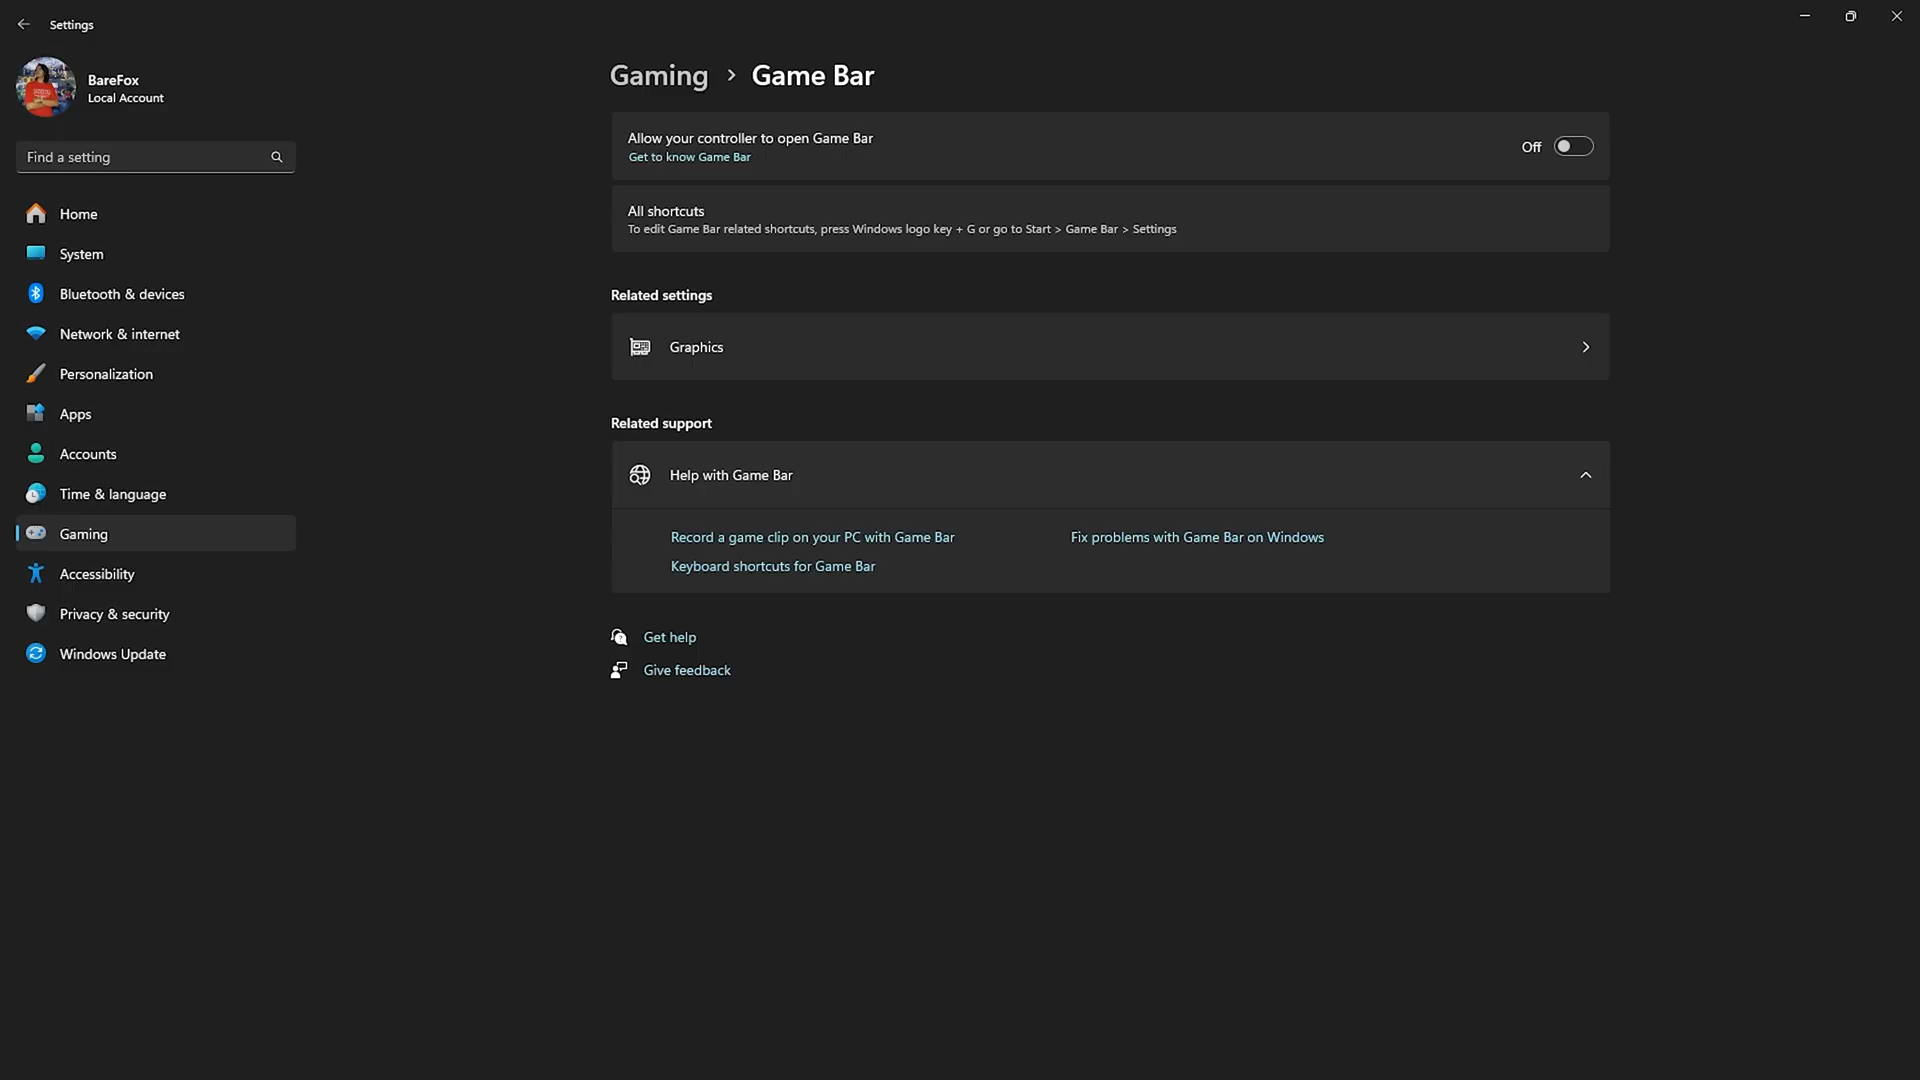 Settings
BareFox
Local Account
Find a setting
Home
System
Bluetooth & devices
Network & internet
Personalization
Apps
Accounts
Time & language
Gaming
Accessibility
Privacy & security
Windows Update
Gaming > Game Bar
Allow your controller to open Game Bar
Get to know Game Bar
Off
All shortcuts
To edit Game Bar related shortcuts, press Windows logo key + G or go to Start > Game Bar > Settings
Related settings
Graphics
Related support
Help with Game Bar
Record a game clip on your PC with Game Bar
Fix problems with Game Bar on Windows
Keyboard shortcuts for Game Bar
Get help
Give feedback